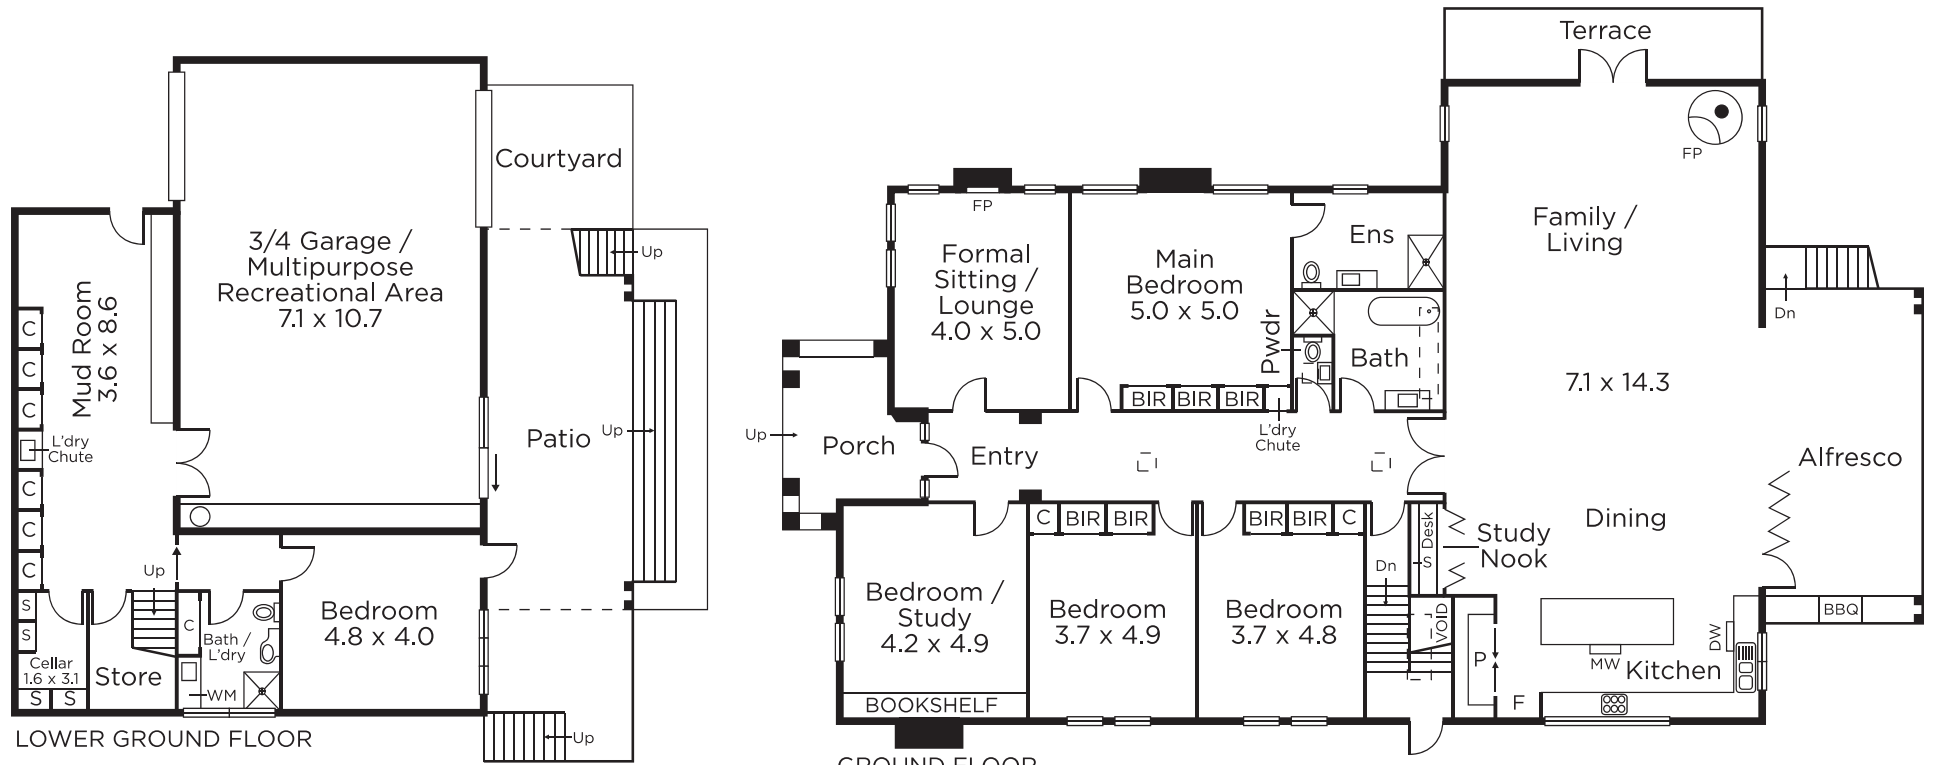 Courtyard
3/4 Garage /
Multipurpose
Recreational Area
7.1 x 10.7
Up
Mud Room
3.6 x 8.6
C
C
C
L'dry
Chute
C
C
C
Patio
Up
Up
Bedroom
4.8 x 4.0
S
S
Cellar
1.6 x 3.1
S
S
Store
C
Bath /
L'dry
WM
Up
LOWER GROUND FLOOR
Terrace
FP
Family /
Living
7.1 x 14.3
FP
Formal
Sitting /
Lounge
4.0 x 5.0
Main
Bedroom
5.0 x 5.0
Ens
Pwdr
Bath
BIR
BIR
BIR
L'dry
Chute
Up
Porch
Entry
Dn
Alfresco
Dining
Study
Nook
Desk
S
C
BIR
BIR
BIR
BIR
C
Dn
Bedroom /
Study
4.2 x 4.9
Bedroom
3.7 x 4.9
Bedroom
3.7 x 4.8
VOID
BBQ
P
MW
DW
Kitchen
F
BOOKSHELF
GROUND FLOOR